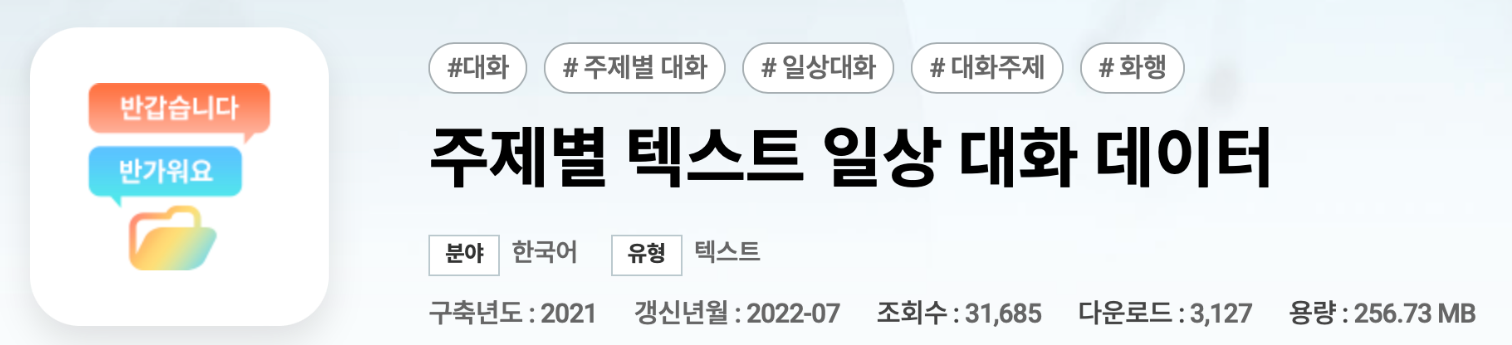 반갑습니다
반가워요
#대화 # 주제별 대화 # 일상대화 # 대화주제 # 화행
주제별 텍스트 일상 대화 데이터
분야 한국어 유형 텍스트
구축년도 : 2021 갱신년월 : 2022-07 조회수 : 31,685 다운로드 : 3,127 용량 : 256.73 MB